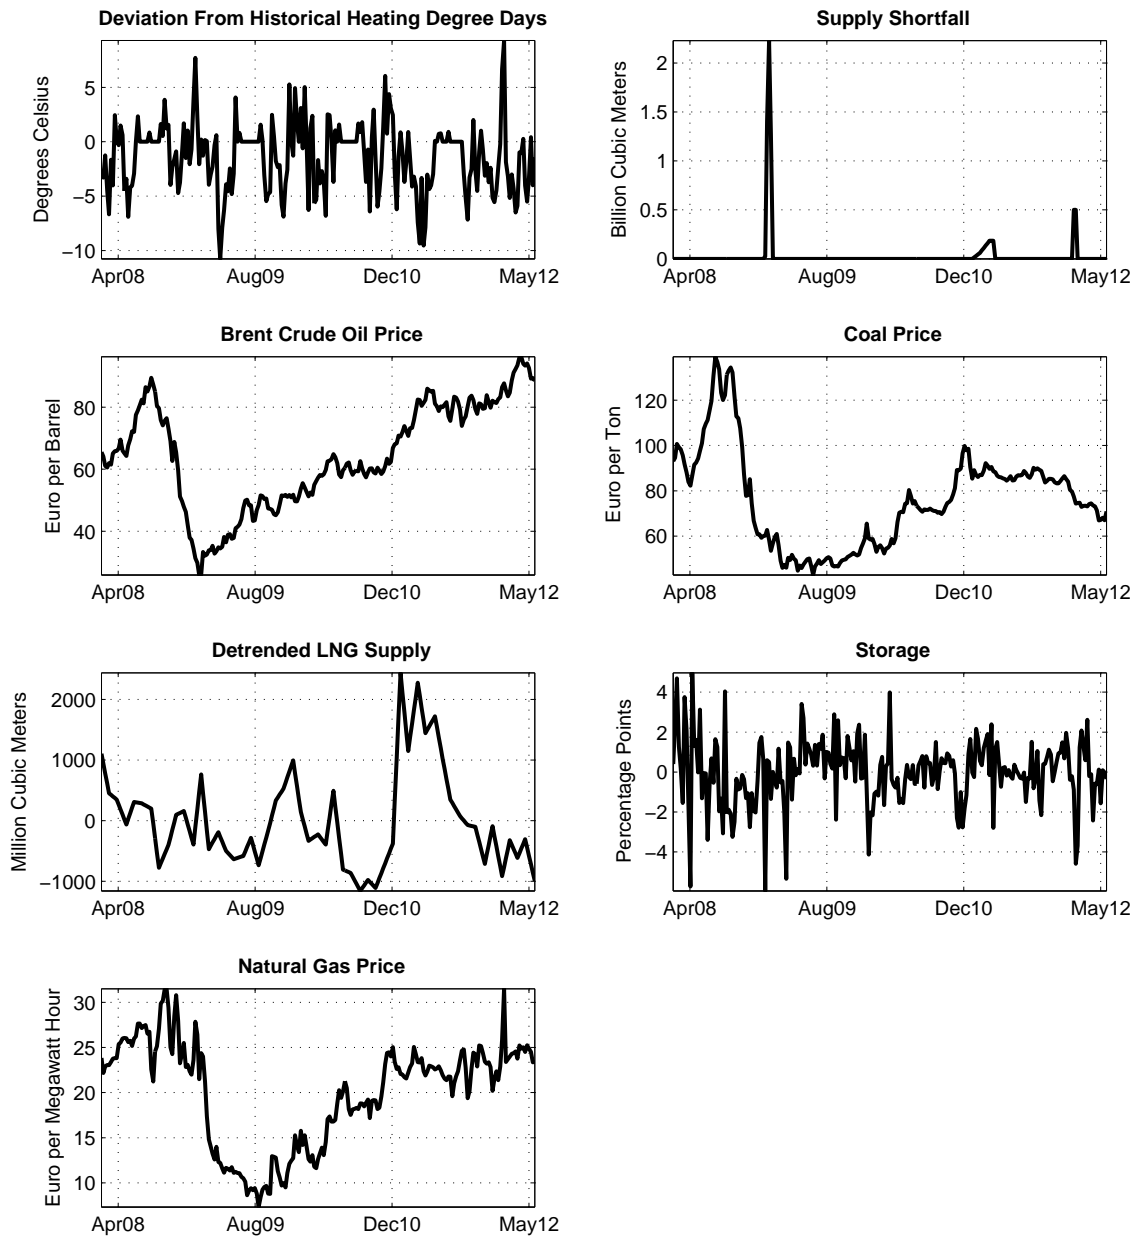 Deviation From Historical Heating Degree Days
Degrees Celsius
5
0
−5
−10
Apr08 Aug09 Dec10 May12
Supply Shortfall
Billion Cubic Meters
2
1.5
1
0.5
0
Apr08 Aug09 Dec10 May12
Brent Crude Oil Price
Euro per Barrel
80
60
40
Apr08 Aug09 Dec10 May12
Coal Price
Euro per Ton
120
100
80
60
Apr08 Aug09 Dec10 May12
Detrended LNG Supply
Million Cubic Meters
2000
1000
0
−1000
Apr08 Aug09 Dec10 May12
Storage
Percentage Points
4
2
0
−2
−4
Apr08 Aug09 Dec10 May12
Natural Gas Price
Euro per Megawatt Hour
30
25
20
15
10
Apr08 Aug09 Dec10 May12